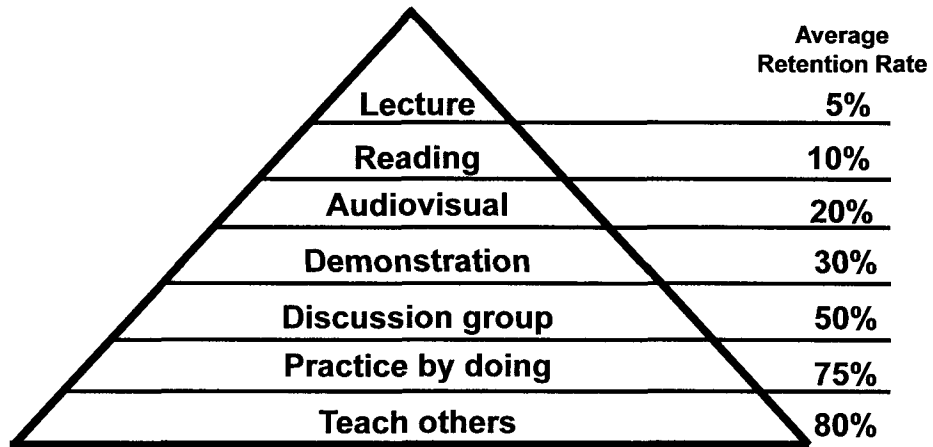 Average
Retention Rate
Lecture 5%
Reading 10%
Audiovisual 20%
Demonstration 30%
Discussion group 50%
Practice by doing 75%
Teach others 80%